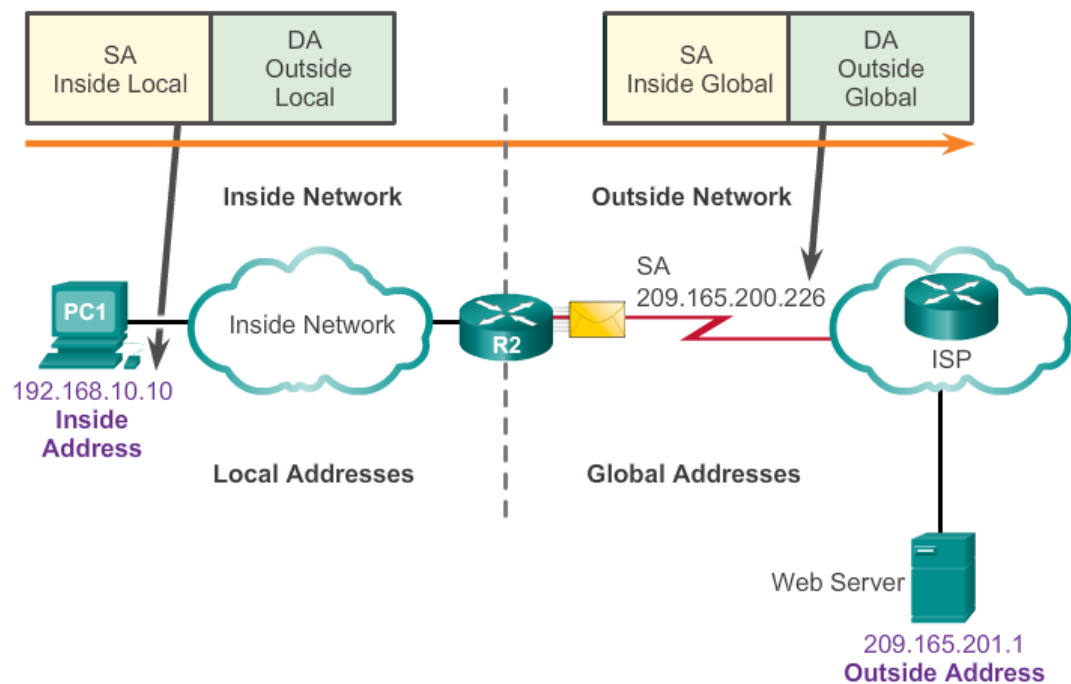 SA
Inside Local
DA
Outside
Local
SA
Inside Global
DA
Outside
Global
Inside Network
Outside Network
SA
209.165.200.226
PC1
Inside Network
R2
ISP
192.168.10.10
Inside
Address
Local Addresses
Global Addresses
Web Server
209.165.201.1
Outside Address